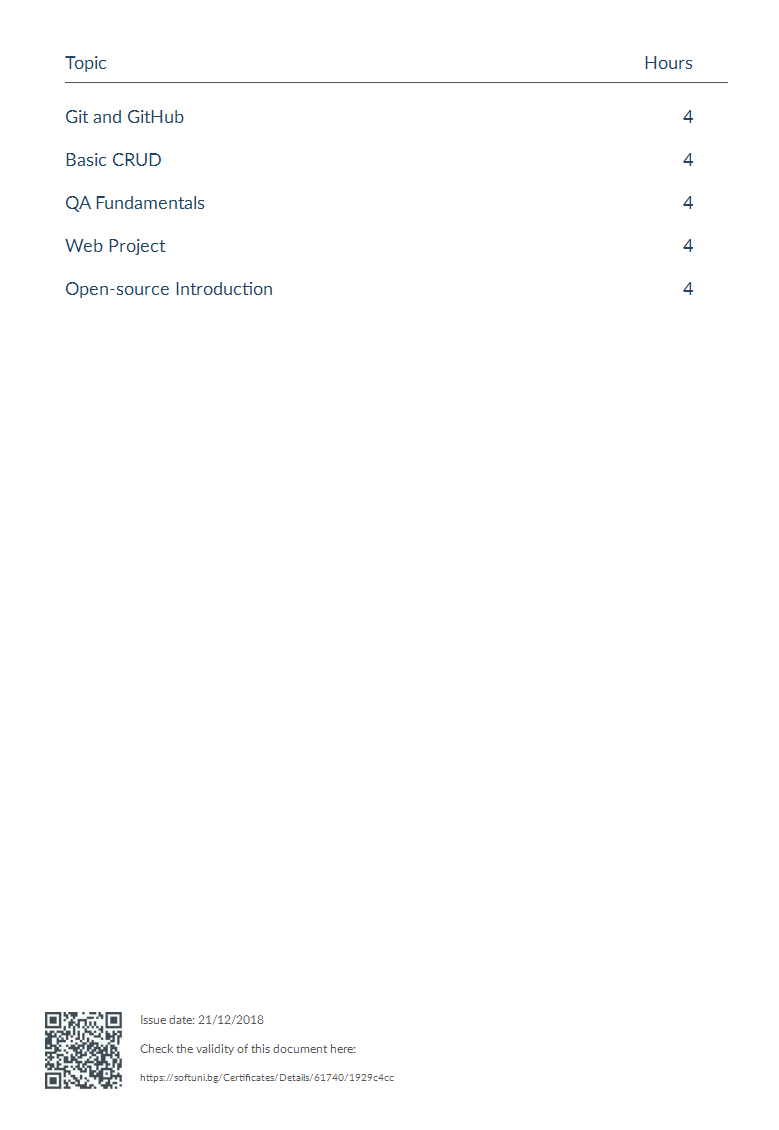 Topic Hours
Git and GitHub 4
Basic CRUD 4
QA Fundamentals 4
Web Project 4
Open-source Introduction 4
Issue date: 21/12/2018
Check the validity of this document here:
https://softuni.bg/Certificates/Details/61740/1929c4cc